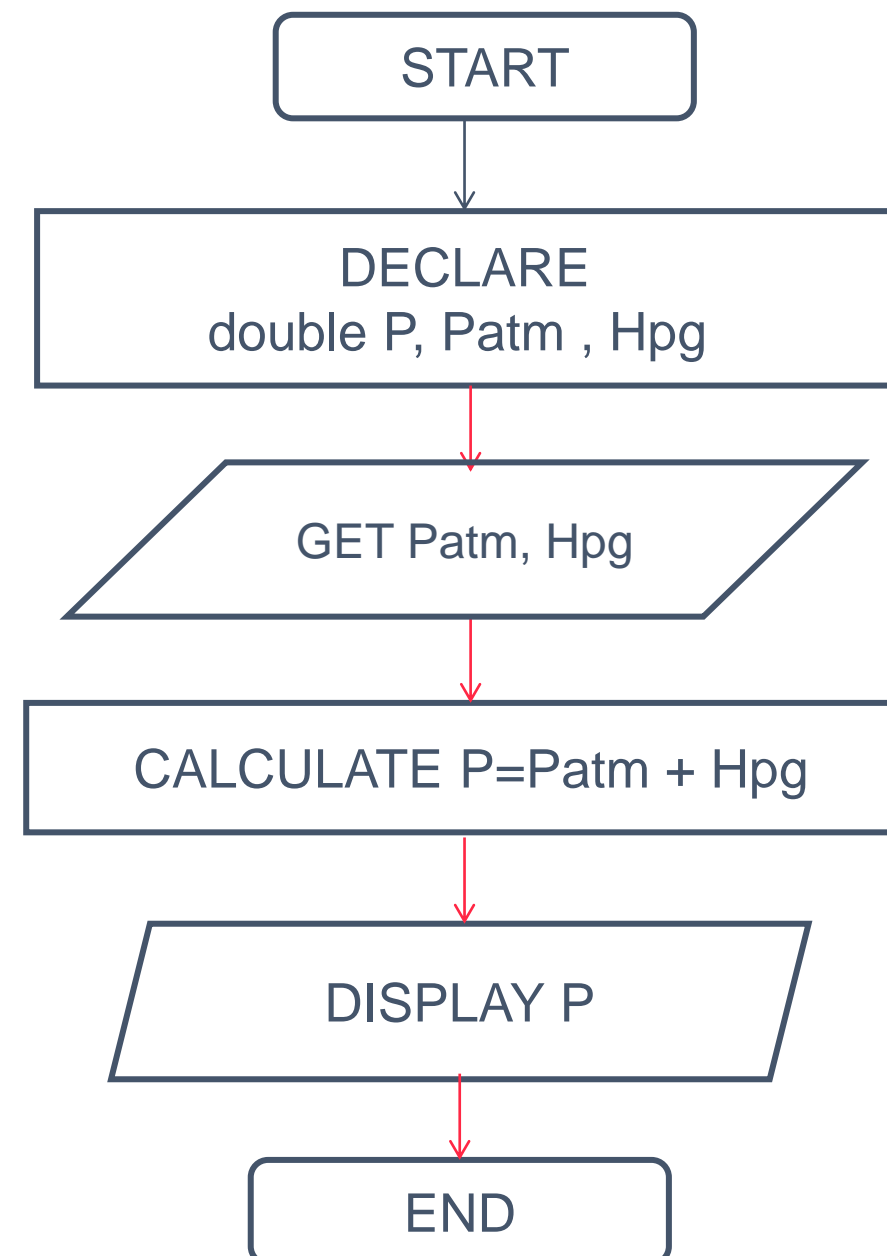 START
DECLARE
double P, Patm , Hpg
GET Patm, Hpg
CALCULATE P=Patm + Hpg
DISPLAY P
END